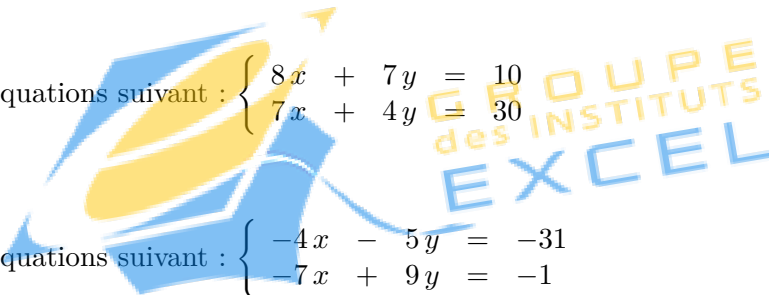 8x + 7y = 10
quations suivant : {
7x + 4y = 30
GROUPE
des INSTITUTS
EXCEL
-4x - 5y = -31
quations suivant : {
-7x + 9y = -1